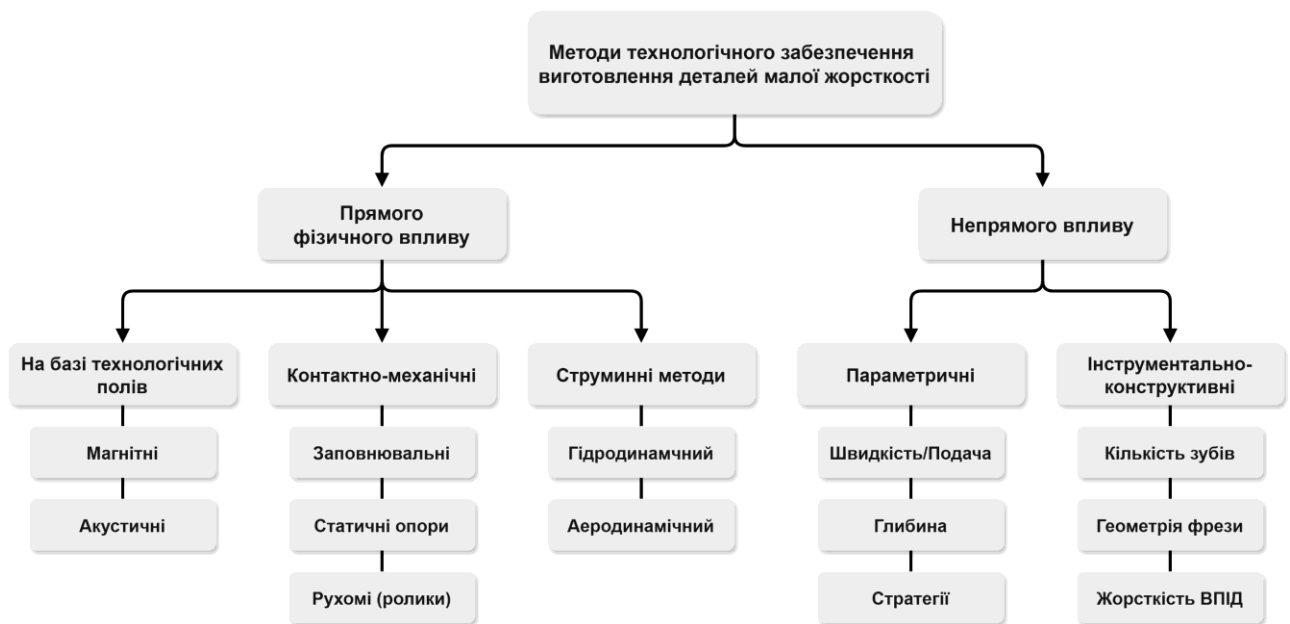 Методи технологічного забезпечення
виготовлення деталей малої жорсткості
Прямого
фізичного впливу
Непрямого впливу
На базі технологічних
полів
Контактно-механічні
Струминні методи
Параметричні
Інструментально-
конструктивні
Магнітні
Заповнювальні
Гідродинамчний
Швидкість/Подача
Кількість зубів
Акустичні
Статичні опори
Аеродинамічний
Глибина
Геометрія фрези
Рухомі (ролики)
Стратегії
Жорсткість ВПІД